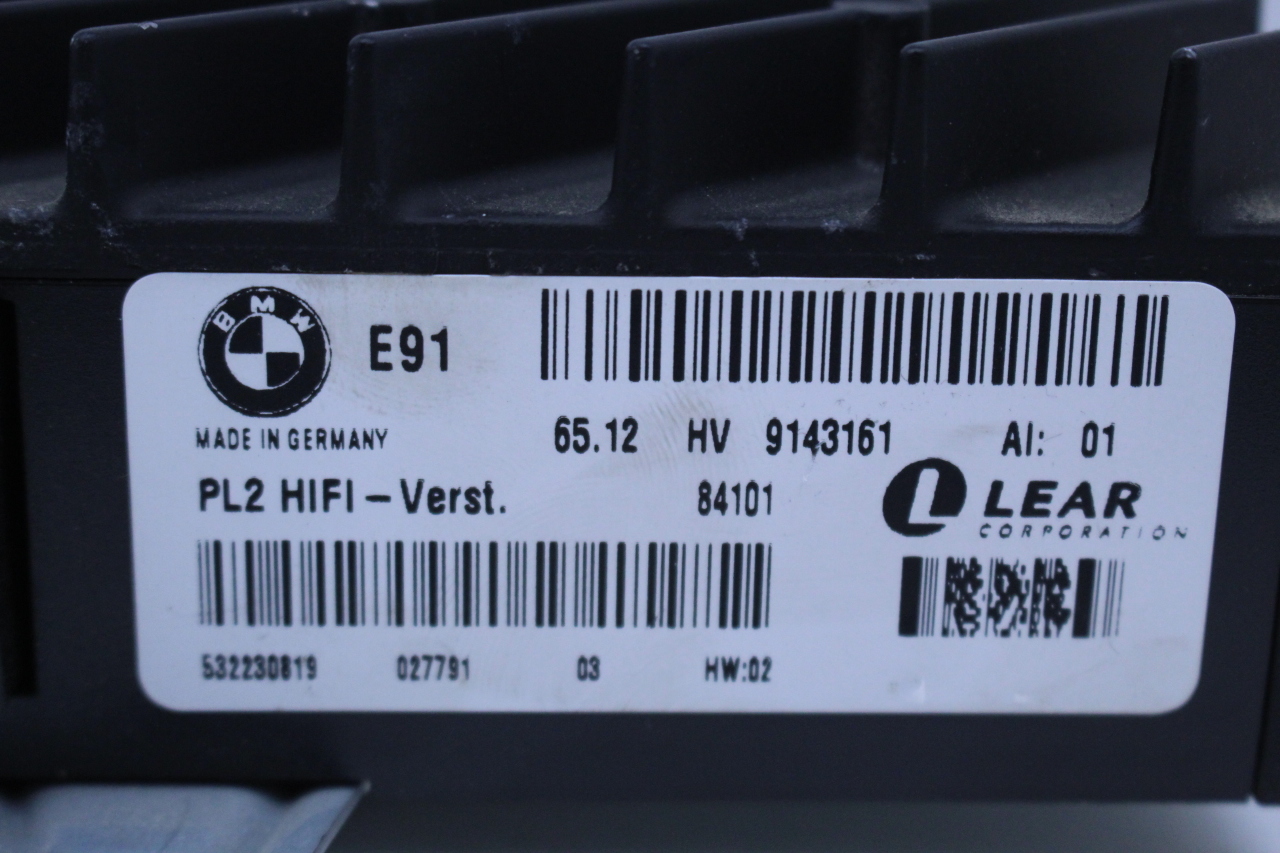 BMW E91
65.12 HV 9143161 AI: 01
MADE IN GERMANY
PL2 HIFI – Verst. 84101
LEAR
CORPORATION
532230819 027791 03 HW:02